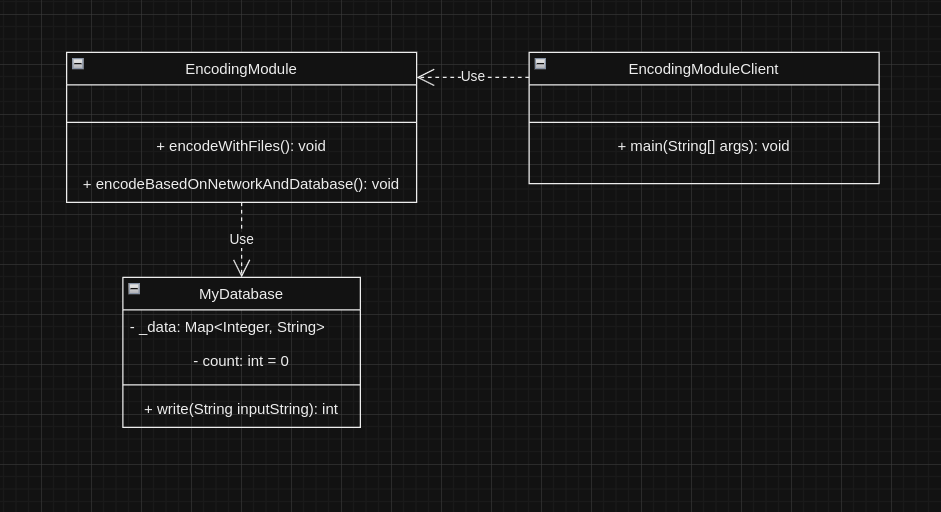 EncodingModule
+ encodeWithFiles(): void
+ encodeBasedOnNetworkAndDatabase(): void
Use
EncodingModuleClient
+ main(String[] args): void
Use
MyDatabase
- _data: Map<Integer, String>
- count: int = 0
+ write(String inputString): int